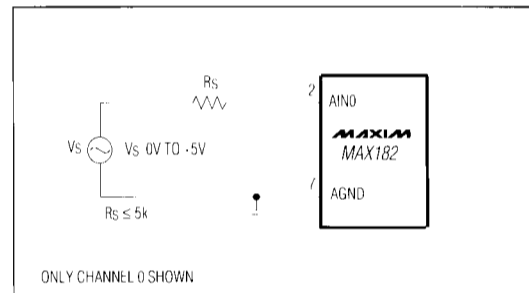 RS
2
AIN0
MAXIM
MAX182
VS
VS 0V TO -5V
7
AGND
RS ≤ 5k
ONLY CHANNEL 0 SHOWN